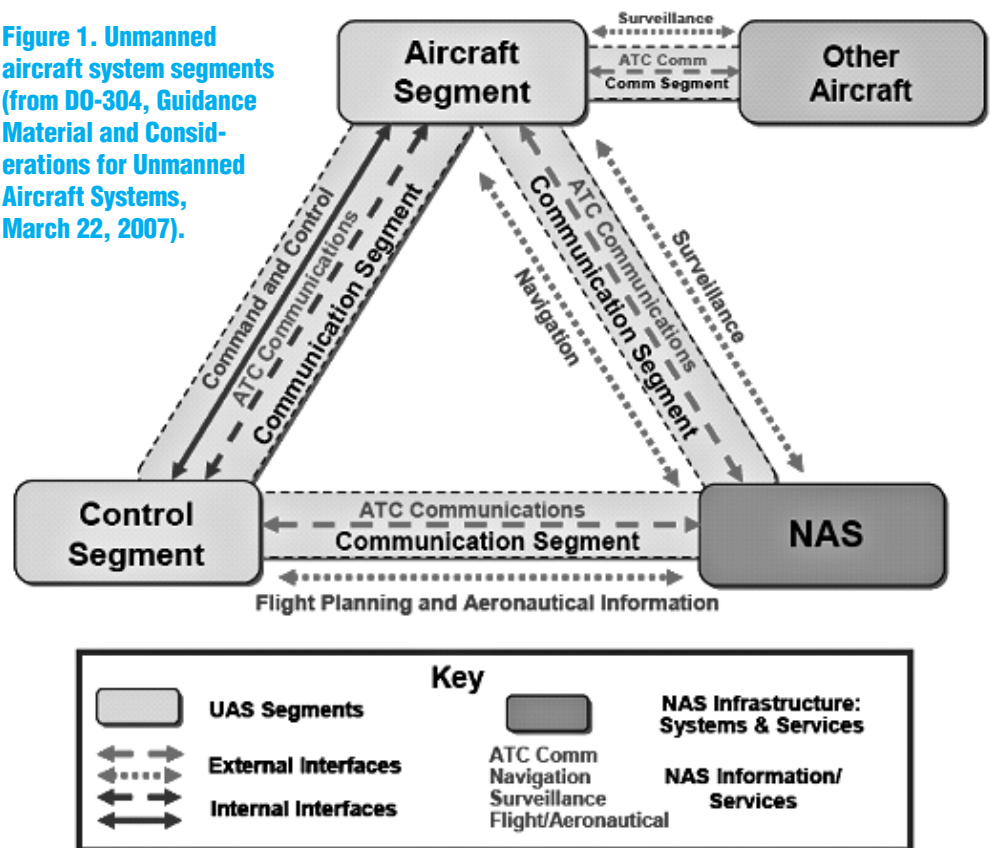 Figure 1. Unmanned
aircraft system segments
(from DO-304, Guidance
Material and Consid-
erations for Unmanned
Aircraft Systems,
March 22, 2007).
Aircraft
Segment
Surveillance
ATC Comm
Comm Segment
Other
Aircraft
Command and Control
ATC Communications
Communication Segment
Navigation
ATC Communications
Communication Segment
Surveillance
Control
Segment
ATC Communications
Communication Segment
Flight Planning and Aeronautical Information
NAS
Key
UAS Segments
External Interfaces
Internal Interfaces
NAS Infrastructure:
Systems & Services
ATC Comm
Navigation
Surveillance
Flight/Aeronautical
NAS Information/
Services